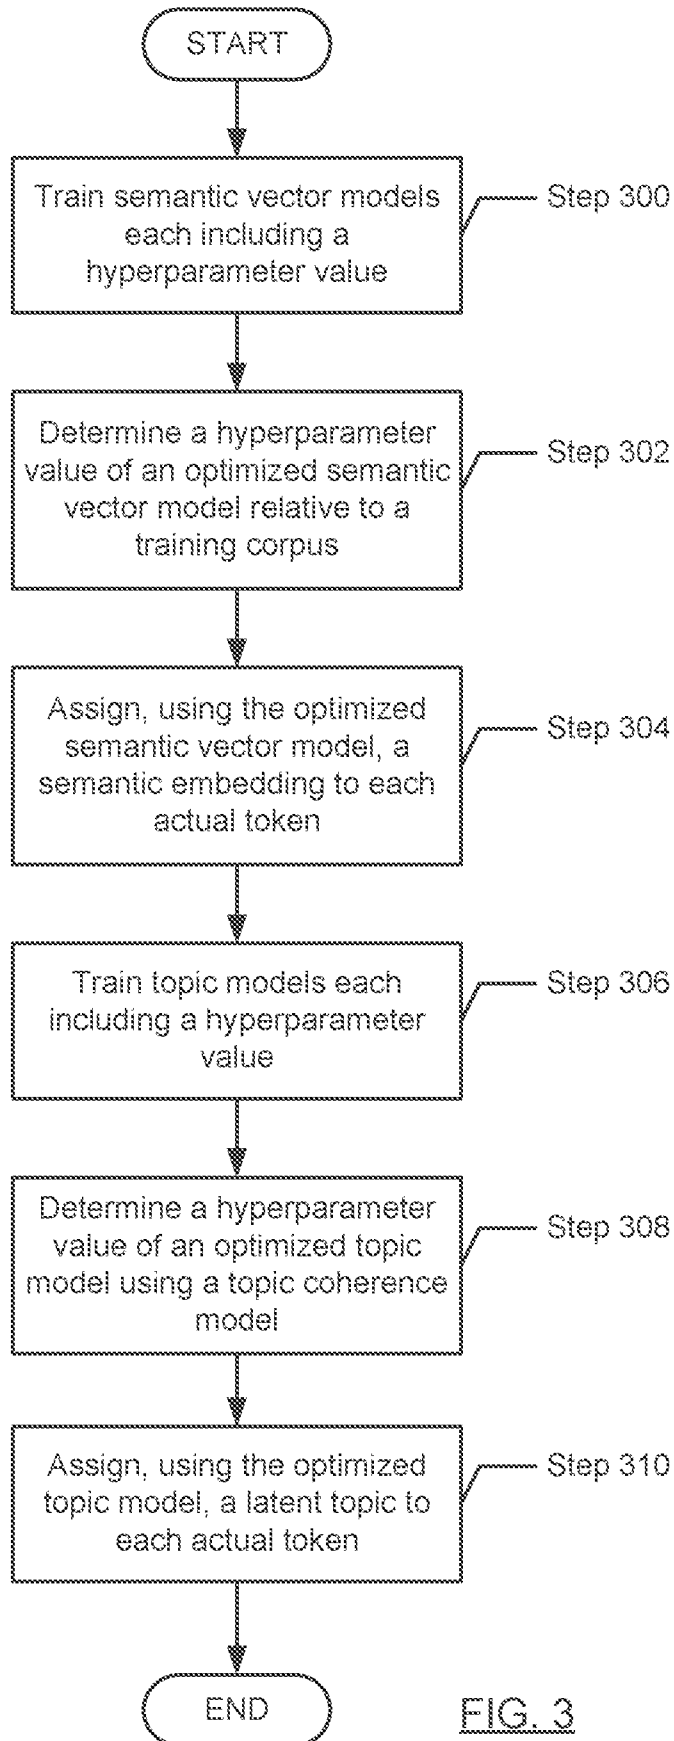 START
Train semantic vector models
each including a
hyperparameter value
Step 300
Determine a hyperparameter
value of an optimized semantic
vector model relative to a
training corpus
Step 302
Assign, using the optimized
semantic vector model, a
semantic embedding to each
actual token
Step 304
Train topic models each
including a hyperparameter
value
Step 306
Determine a hyperparameter
value of an optimized topic
model using a topic coherence
model
Step 308
Assign, using the optimized
topic model, a latent topic to
each actual token
Step 310
END
FIG. 3